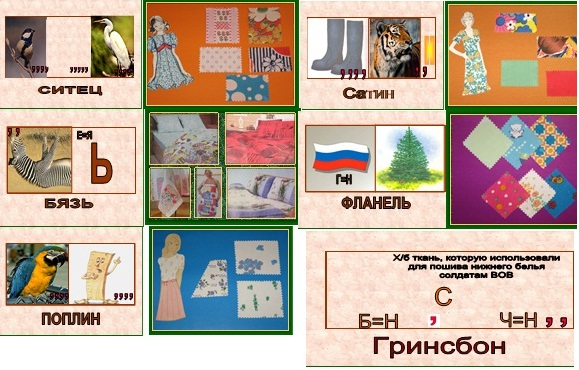 ,,,, ,,,,,
СИТЕЦ
,,,, ,
Сатин
,, Е=Я
Ь
БЯЗЬ
Г=Н
ФЛАНЕЛЬ
,,,, ,,,,
ПОПЛИН
Х/б ткань, которую использовали
для пошива нижнего белья
солдатам ВОВ
С
Б=Н , Ч=Н ,,
Гринсбон